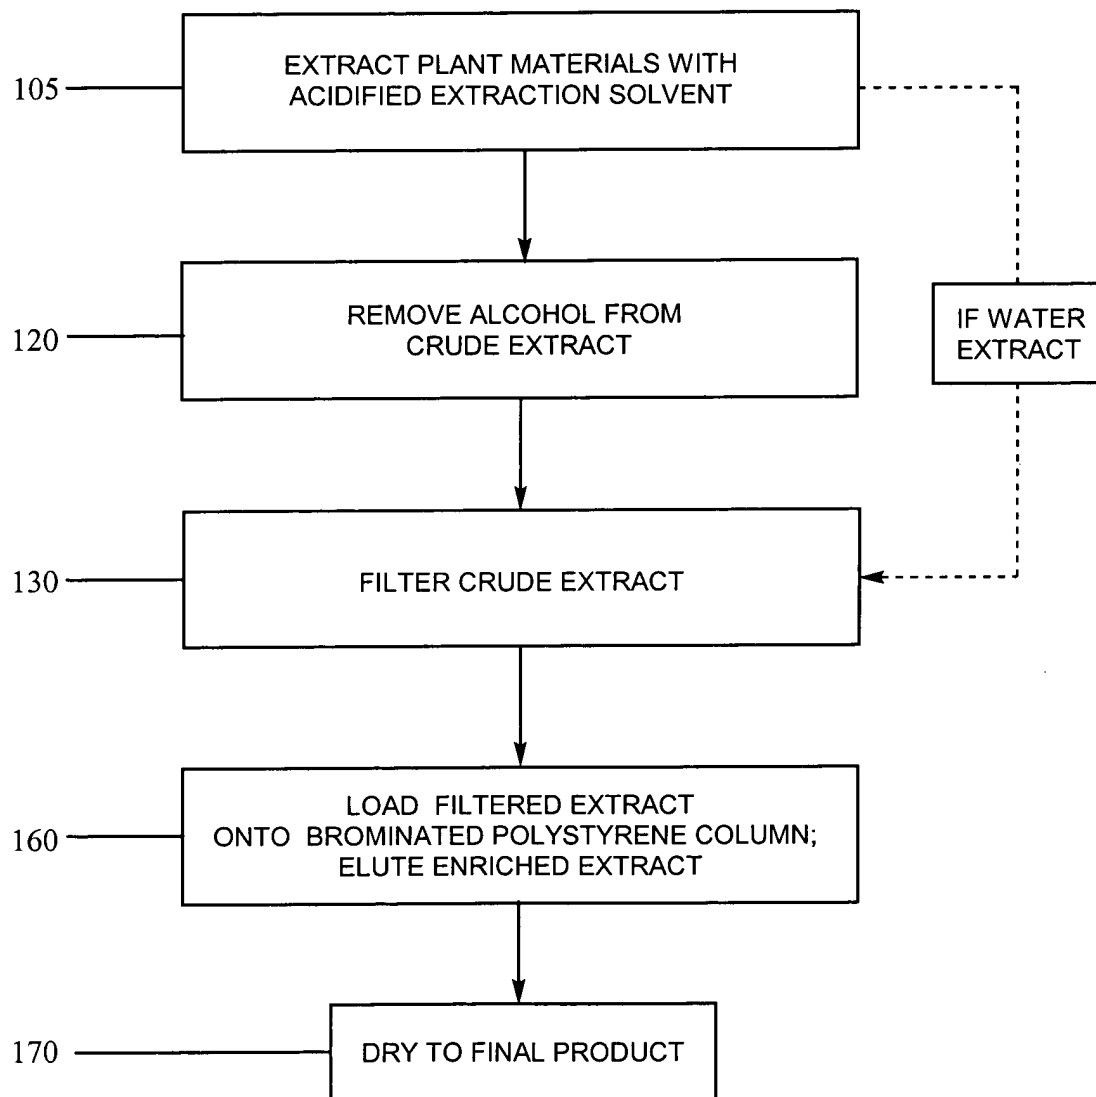 105
EXTRACT PLANT MATERIALS WITH
ACIDIFIED EXTRACTION SOLVENT
120
REMOVE ALCOHOL FROM
CRUDE EXTRACT
IF WATER
EXTRACT
130
FILTER CRUDE EXTRACT
160
LOAD FILTERED EXTRACT
ONTO BROMINATED POLYSTYRENE COLUMN;
ELUTE ENRICHED EXTRACT
170
DRY TO FINAL PRODUCT